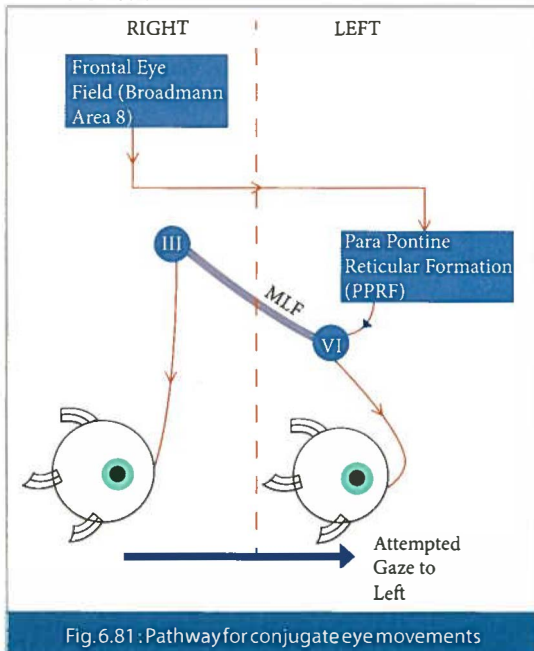 RIGHT
LEFT
Frontal Eye
Field (Broadmann
Area 8)
III
Para Pontine
Reticular Formation
(PPRF)
MLF
VI
Attempted
Gaze to
Left
Fig.6.81 : Pathway for conjugate eye movements